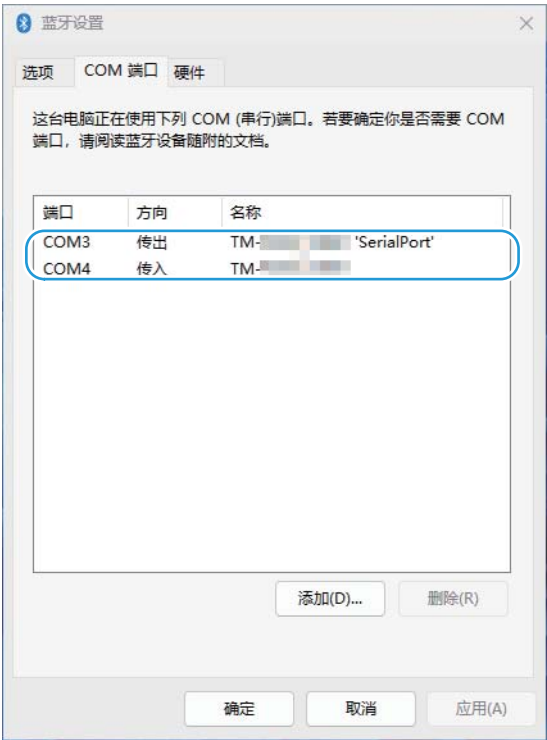 蓝牙设置
选项 COM 端口 硬件
这台电脑正在使用下列 COM (串行)端口。若要确定你是否需要 COM
端口，请阅读蓝牙设备随附的文档。
端口 方向 名称
COM3 传出 TM- 'SerialPort'
COM4 传入 TM-
添加(D)... 删除(R)
确定 取消 应用(A)